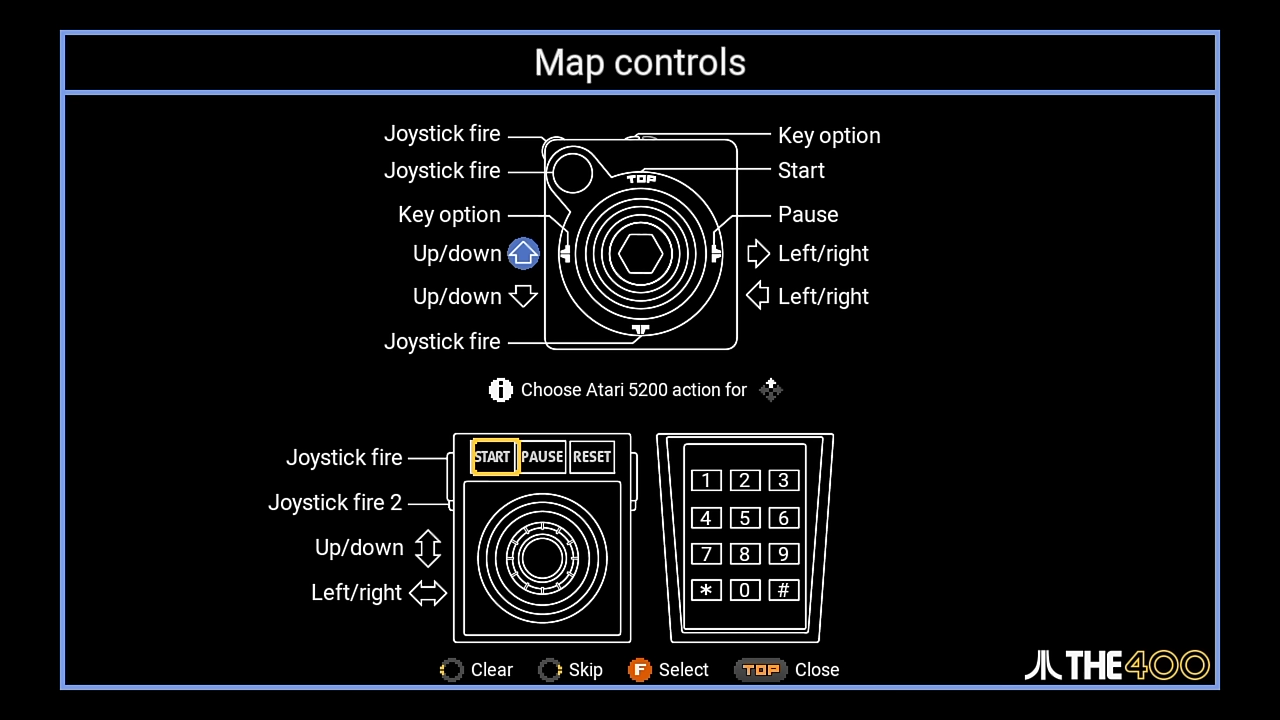 Map controls
Joystick fire
Key option
Joystick fire
TOP
Start
Key option
Pause
Up/down
Left/right
Up/down
Left/right
Joystick fire
Choose Atari 5200 action for
Joystick fire
START PAUSE RESET
1 2 3
Joystick fire 2
4 5 6
Up/down
7 8 9
Left/right
* 0 #
Clear Skip F Select TOP Close
THE400